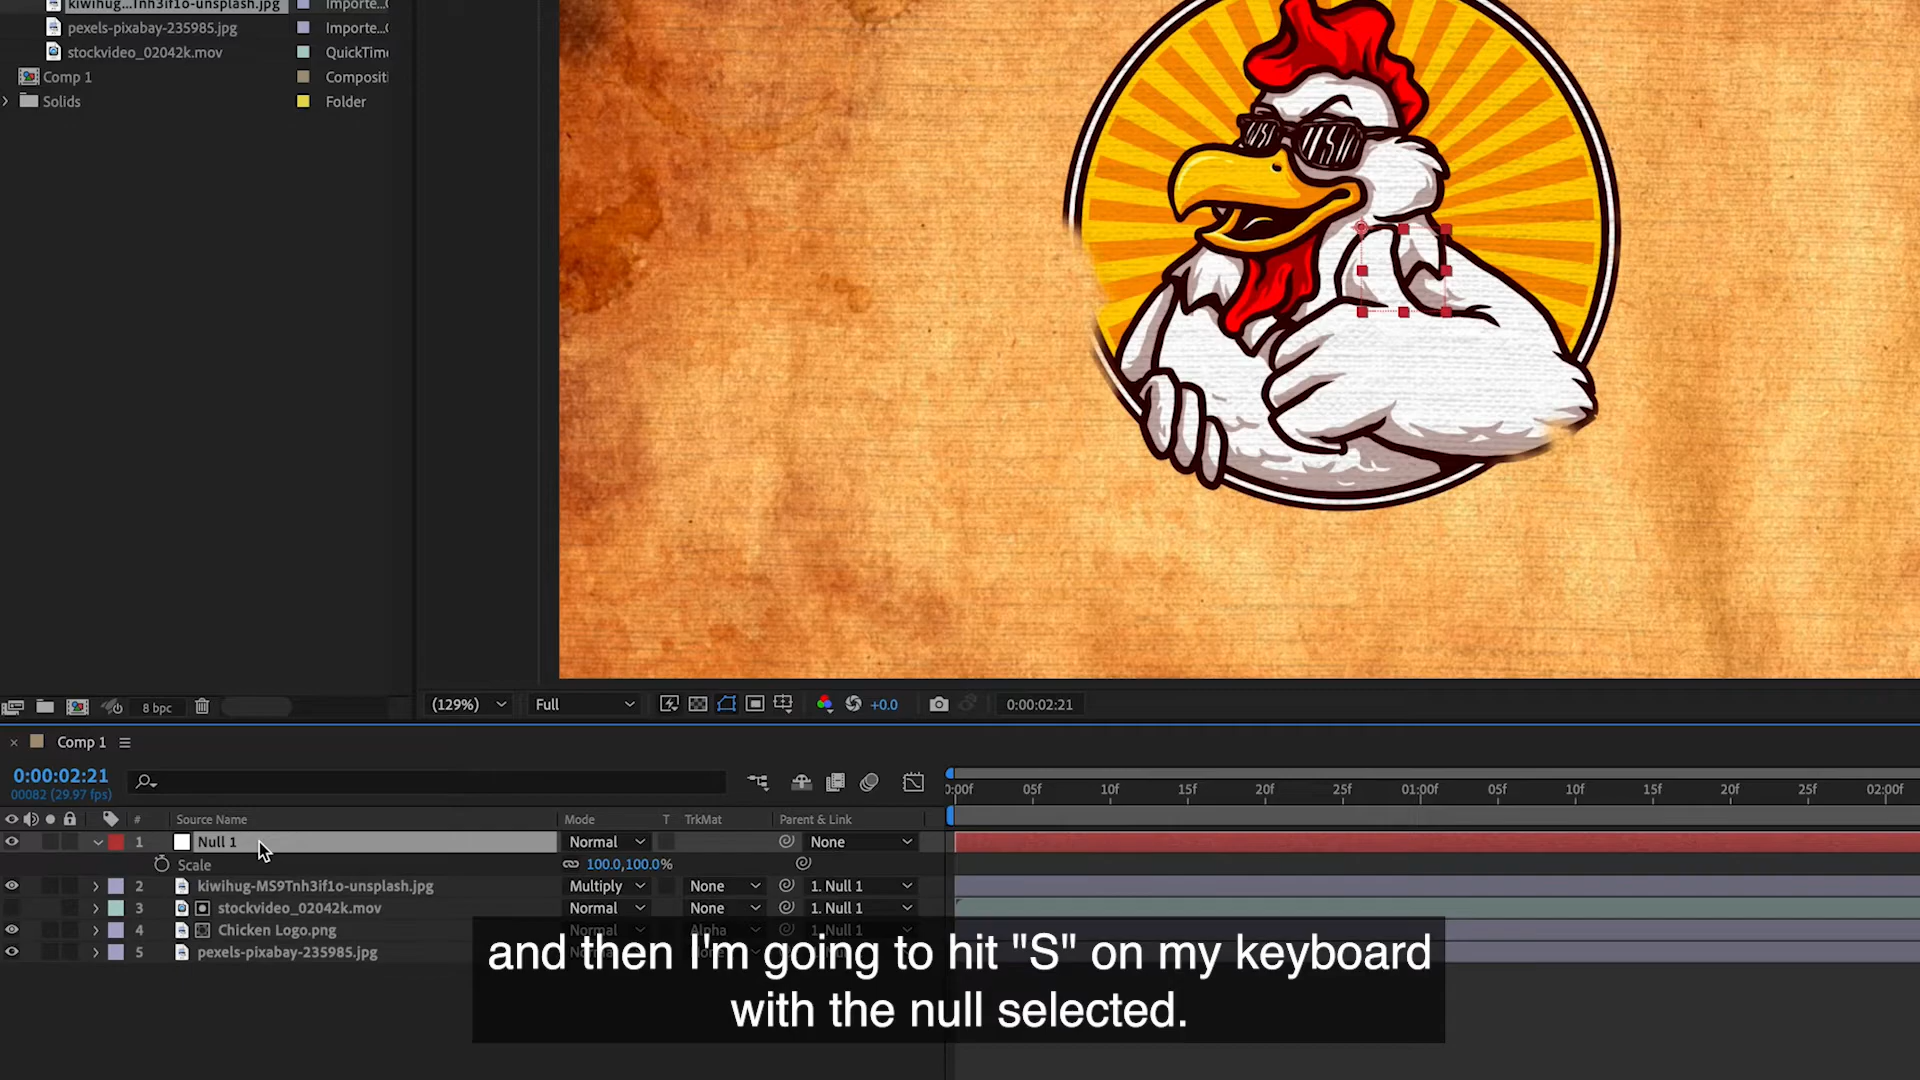 kiwihug...Tnh3if1o-unsplash.jpg Importe...
pexels-pixabay-235985.jpg Importe...
stockvideo_02042k.mov QuickTim
Comp 1 Compositi
Solids Folder
8 bpc (129%) Full +0.0 0:00:02:21
Comp 1
0:00:02:21
00082 (29.97 fps)
:00f 05f 10f 15f 20f 25f 01:00f 05f 10f 15f 20f 25f 02:00f
# Source Name Mode T TrkMat Parent & Link
1 Null 1 Normal None
Scale 100.0,100.0%
2 kiwihug-MS9Tnh3if1o-unsplash.jpg Multiply None 1. Null 1
3 stockvideo_02042k.mov Normal None 1. Null 1
4 Chicken Logo.png Normal Alpha 1. Null 1
5 pexels-pixabay-235985.jpg
and then I'm going to hit "S" on my keyboard
with the null selected.